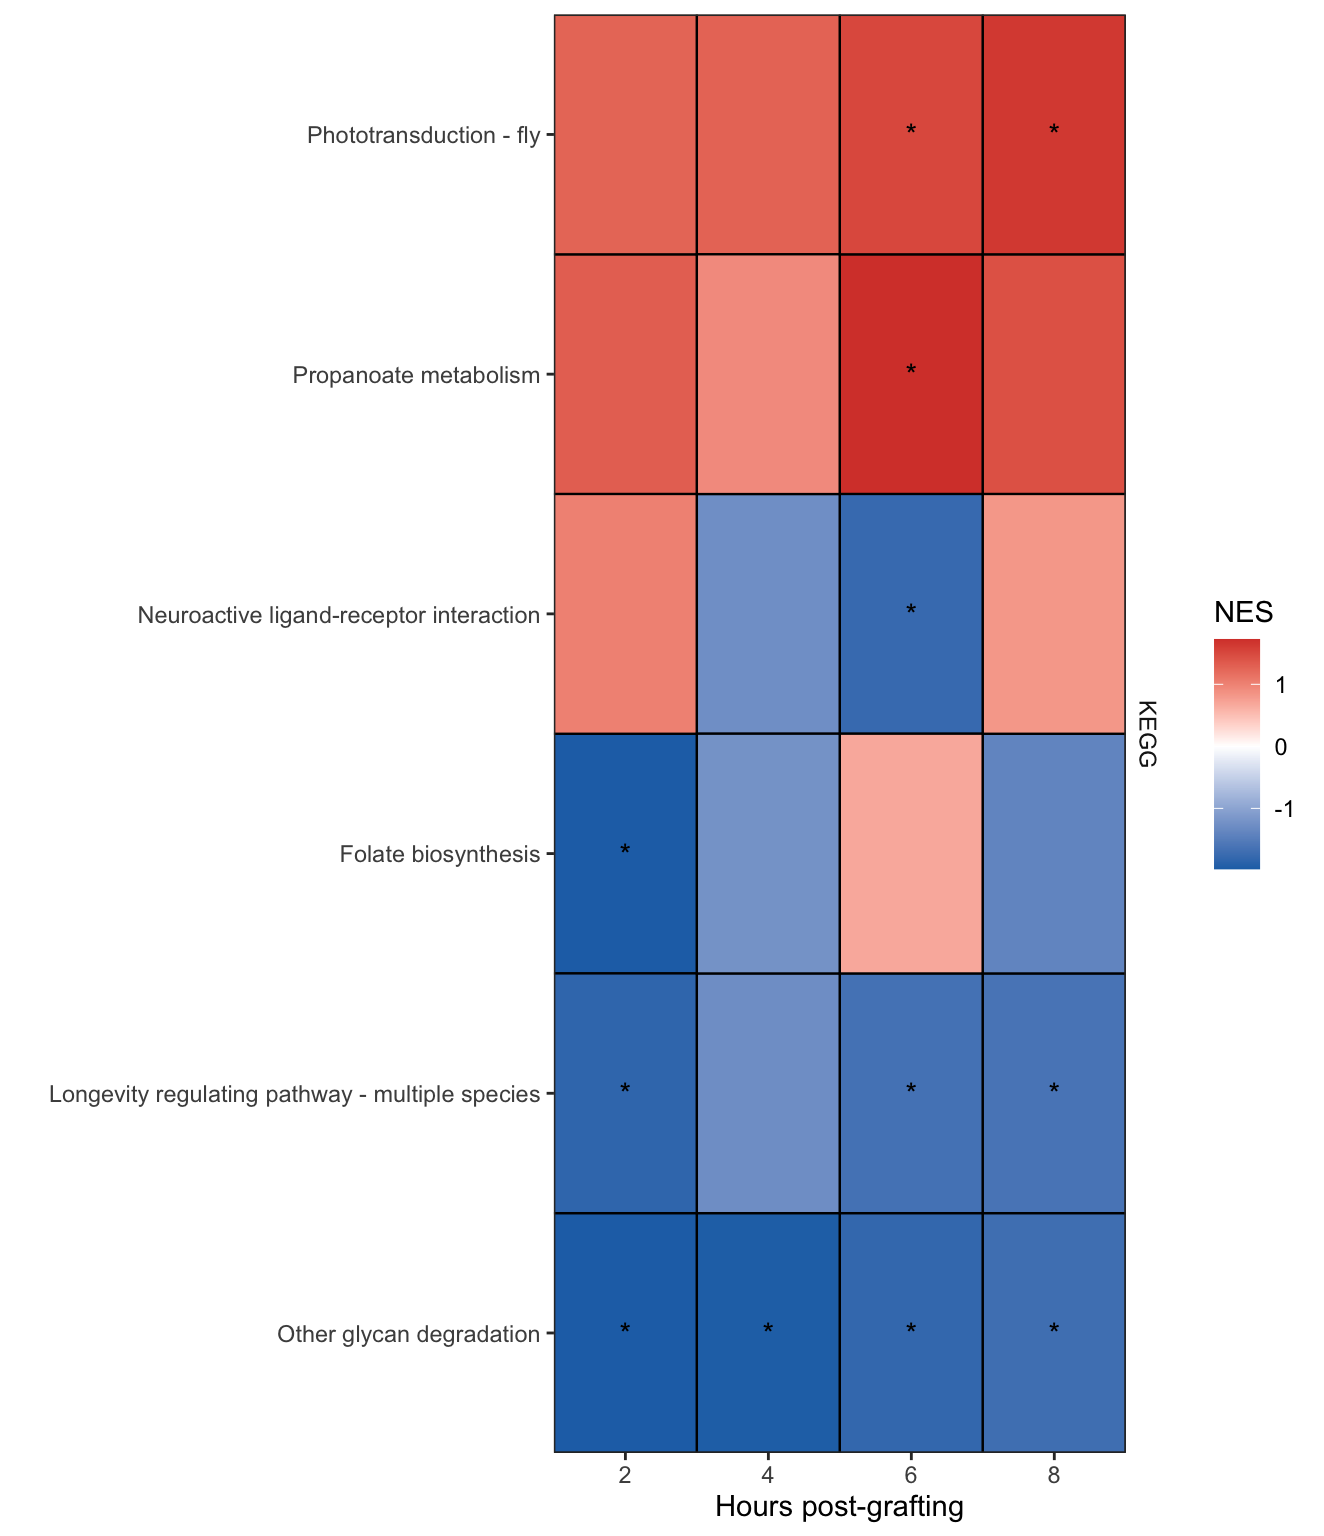 Phototransduction - fly
* *
Propanoate metabolism
*
Neuroactive ligand-receptor interaction
*
Folate biosynthesis
*
Longevity regulating pathway - multiple species
* * *
Other glycan degradation
* * * *
2 4 6 8
Hours post-grafting
KEGG
NES
1
0
-1